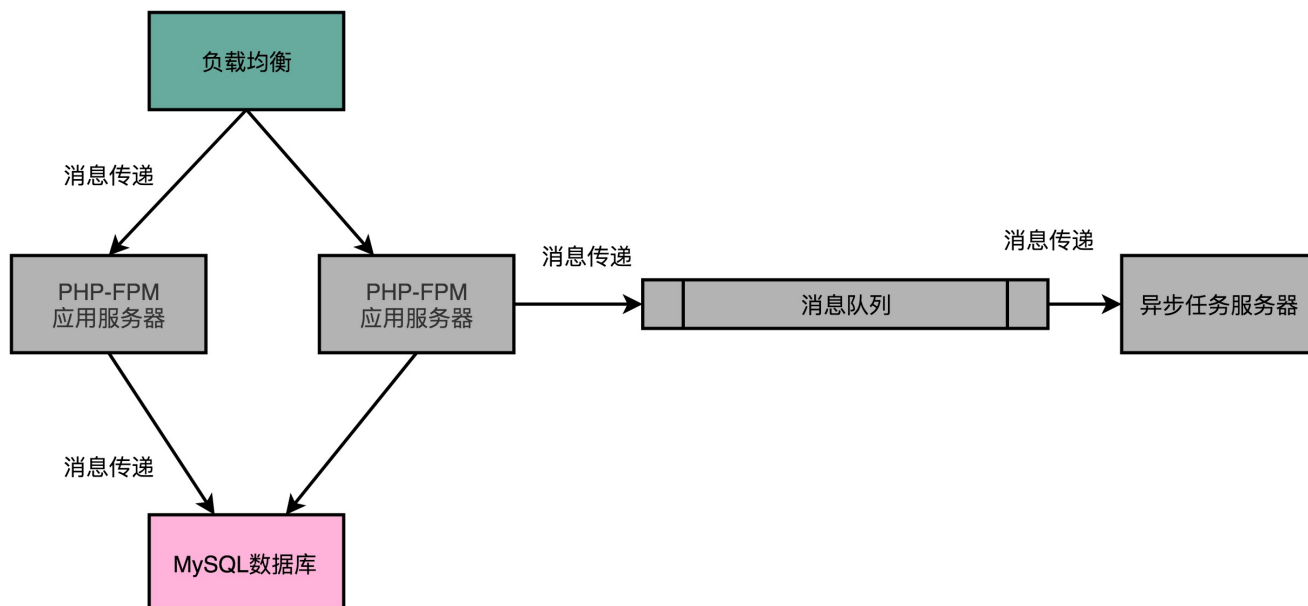 负载均衡
消息传递
PHP-FPM
应用服务器
PHP-FPM
应用服务器
消息传递
消息队列
消息传递
异步任务服务器
消息传递
MySQL数据库